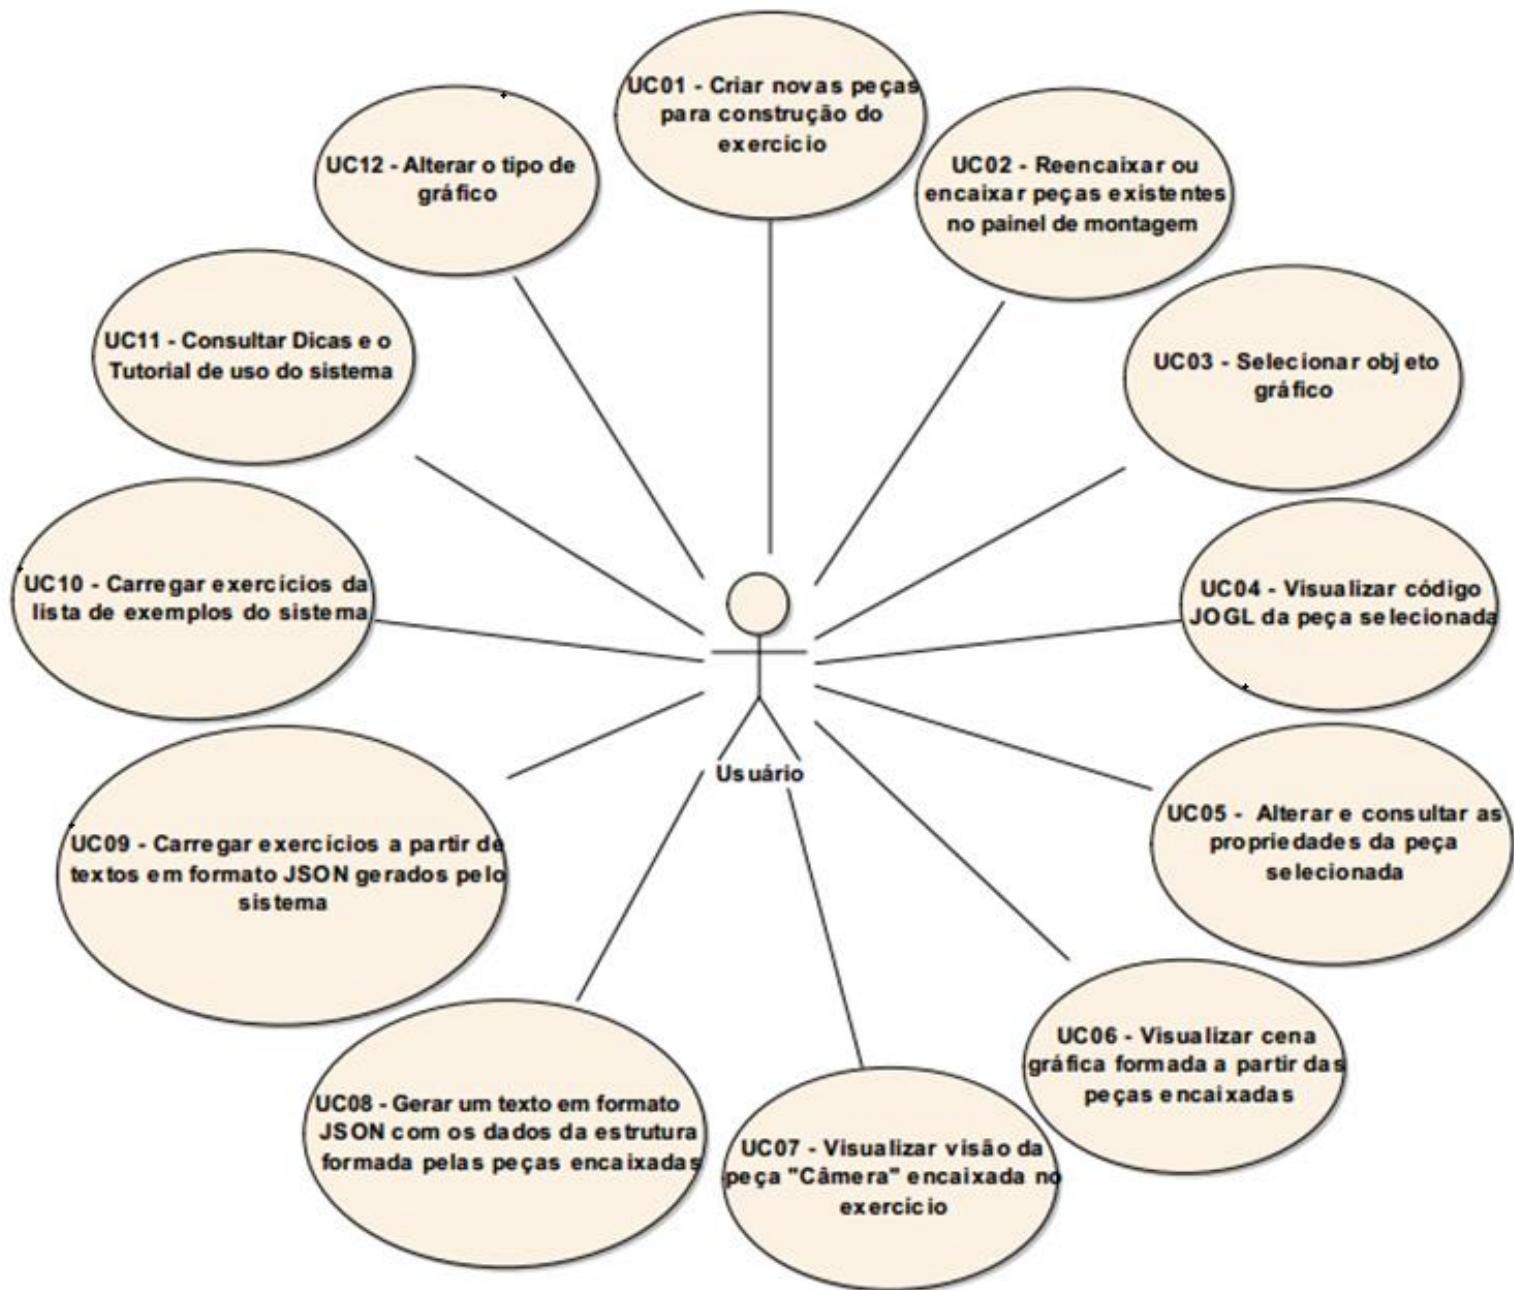 UC01 - Criar novas peças
para construção do
exercício
UC02 - Reencaixar ou
encaixar peças existentes
no painel de montagem
UC03 - Selecionar objeto
gráfico
UC04 - Visualizar código
JOGL da peça selecionada
UC05 - Alterar e consultar as
propriedades da peça
selecionada
UC06 - Visualizar cena
gráfica formada a partir das
peças encaixadas
UC07 - Visualizar visão da
peça "Câmera" encaixada no
exercício
UC08 - Gerar um texto em formato
JSON com os dados da estrutura
formada pelas peças encaixadas
UC09 - Carregar exercícios a partir de
textos em formato JSON gerados pelo
sistema
UC10 - Carregar exercícios da
lista de exemplos do sistema
UC11 - Consultar Dicas e o
Tutorial de uso do sistema
UC12 - Alterar o tipo de
gráfico
Usuário